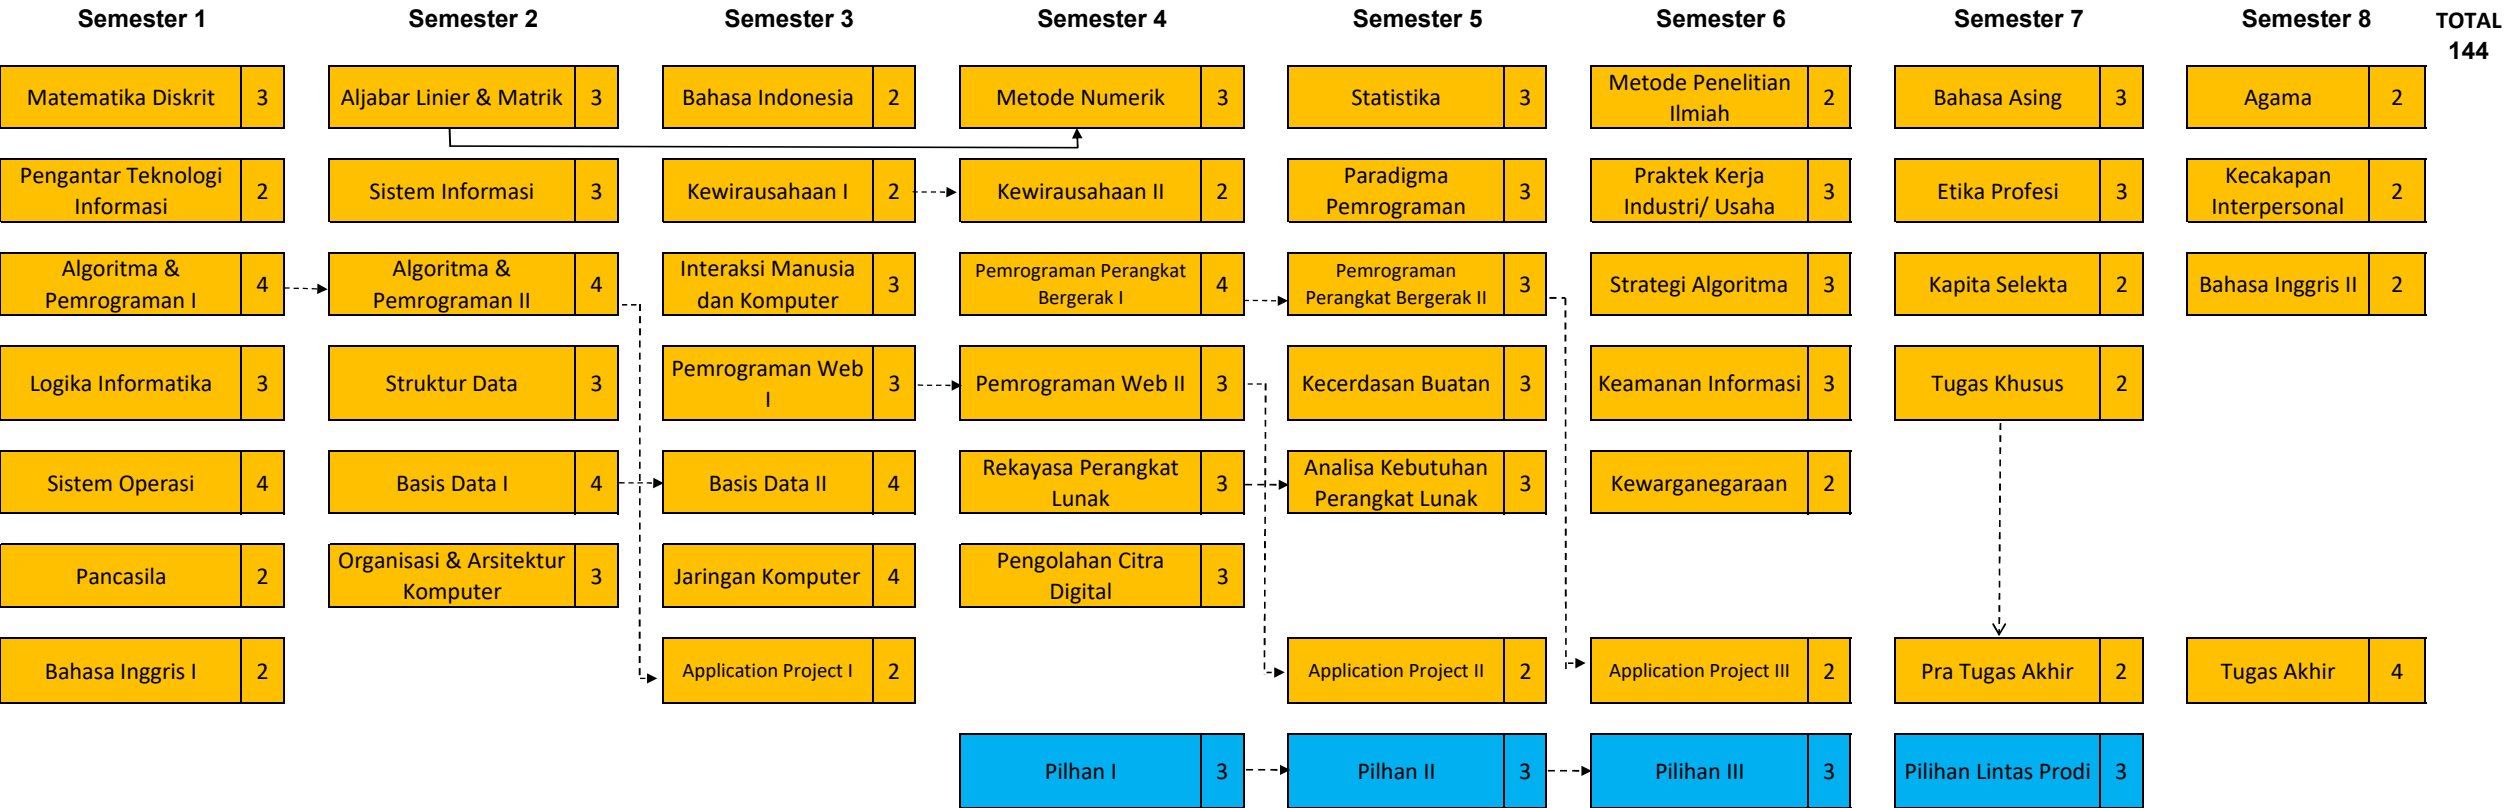 Semester 1 Semester 2 Semester 3 Semester 4 Semester 5 Semester 6 Semester 7 Semester 8 TOTAL
144
Matematika Diskrit 3
Aljabar Linier & Matrik 3
Bahasa Indonesia 2
Metode Numerik 3
Statistika 3
Metode Penelitian
Ilmiah 2
Bahasa Asing 3
Agama 2
Pengantar Teknologi
Informasi 2
Sistem Informasi 3
Kewirausahaan I 2
Kewirausahaan II 2
Paradigma
Pemrograman 3
Praktek Kerja
Industri/ Usaha 3
Etika Profesi 3
Kecakapan
Interpersonal 2
Algoritma &
Pemrograman I 4
Algoritma &
Pemrograman II 4
Interaksi Manusia
dan Komputer 3
Pemrograman Perangkat
Bergerak I 4
Pemrograman
Perangkat Bergerak II 3
Strategi Algoritma 3
Kapita Selekta 2
Bahasa Inggris II 2
Logika Informatika 3
Struktur Data 3
Pemrograman Web
I 3
Pemrograman Web II 3
Kecerdasan Buatan 3
Keamanan Informasi 3
Tugas Khusus 2
Sistem Operasi 4
Basis Data I 4
Basis Data II 4
Rekayasa Perangkat
Lunak 3
Analisa Kebutuhan
Perangkat Lunak 3
Kewarganegaraan 2
Pancasila 2
Organisasi & Arsitektur
Komputer 3
Jaringan Komputer 4
Pengolahan Citra
Digital 3
Bahasa Inggris I 2
Application Project I 2
Application Project II 2
Application Project III 2
Pra Tugas Akhir 2
Tugas Akhir 4
Pilhan I 3
Pilhan II 3
Pilihan III 3
Pilihan Lintas Prodi 3